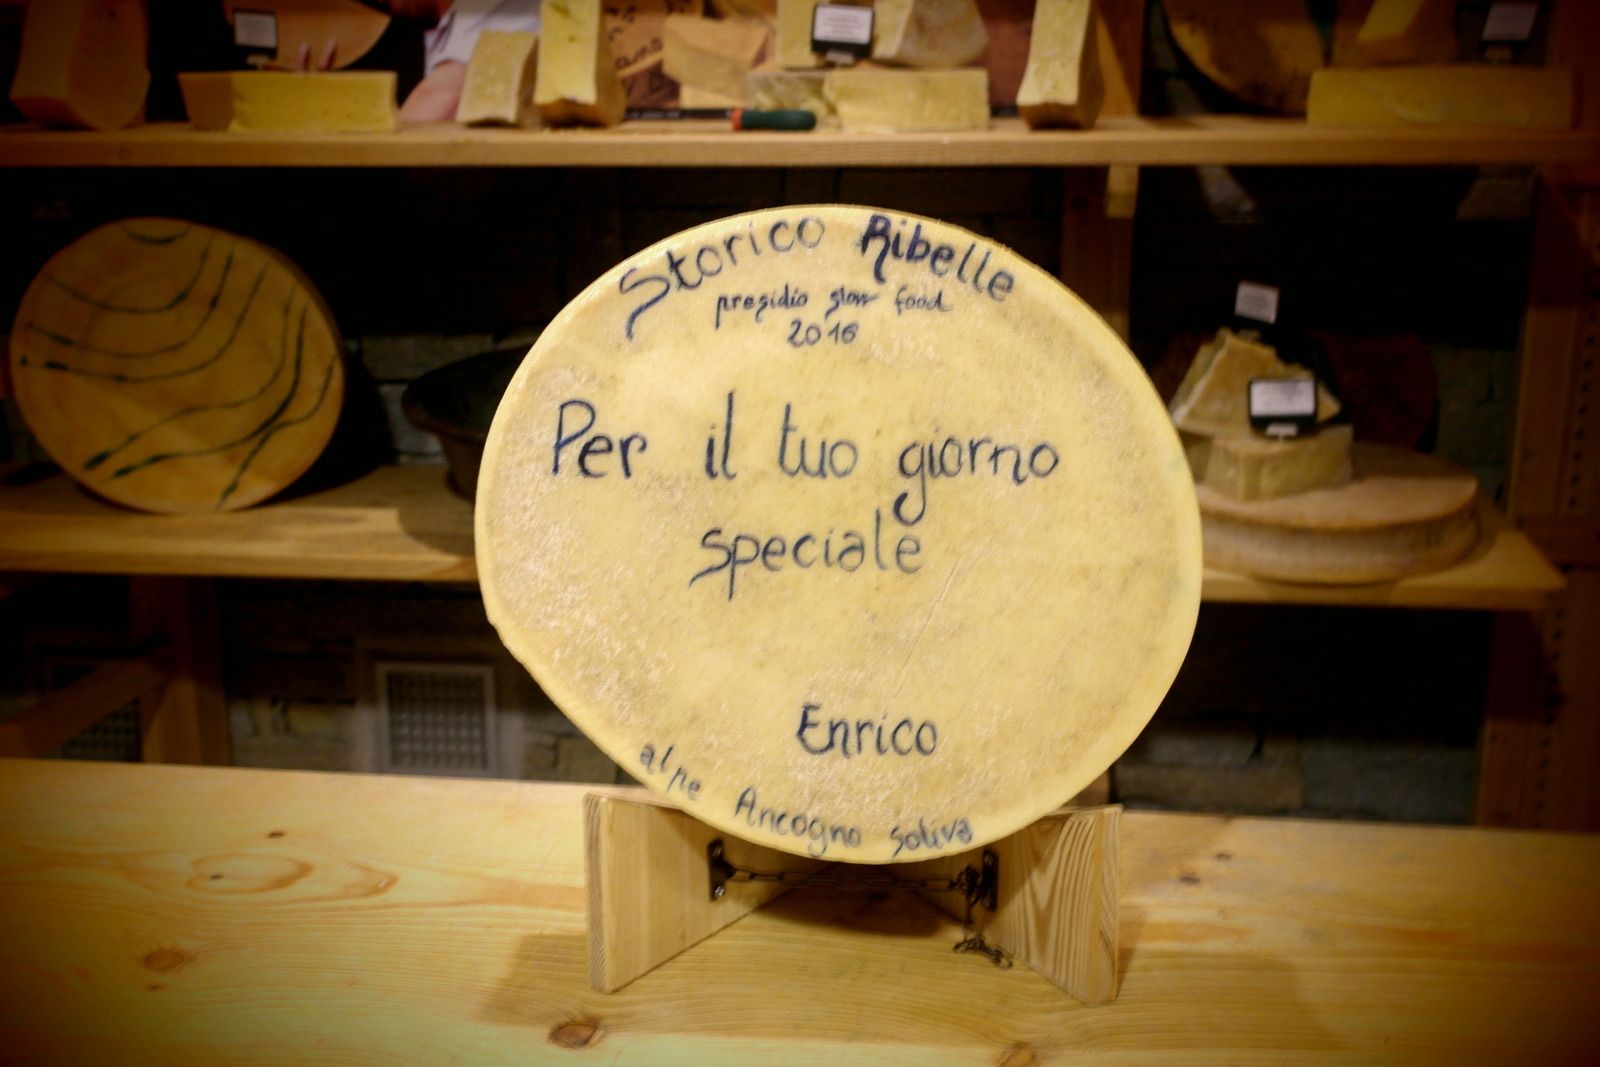 Storico Ribelle
presidio slow food
2016
Per il tuo giorno
speciale
Enrico
alpe Ancogno soliva